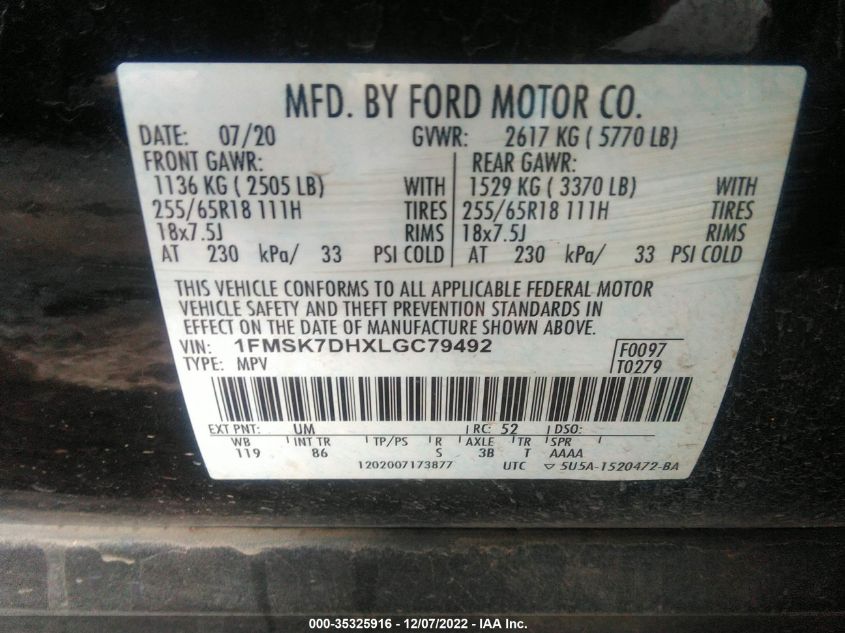 MFD. BY FORD MOTOR CO.
DATE: 07/20 GVWR: 2617 KG ( 5770 LB)
FRONT GAWR: REAR GAWR:
1136 KG ( 2505 LB) WITH 1529 KG ( 3370 LB) WITH
255/65R18 111H TIRES 255/65R18 111H TIRES
18x7.5J RIMS 18x7.5J RIMS
AT 230 kPa/ 33 PSI COLD AT 230 kPa/ 33 PSI COLD
THIS VEHICLE CONFORMS TO ALL APPLICABLE FEDERAL MOTOR
VEHICLE SAFETY AND THEFT PREVENTION STANDARDS IN
EFFECT ON THE DATE OF MANUFACTURE SHOWN ABOVE.
VIN: 1FMSK7DHXLGC79492 F0097
TYPE: MPV T0279
EXT PNT: UM RC: 52 DSO:
WB INT TR TP/PS R AXLE TR SPR
119 86 S 3B T AAAA
1202007173877 UTC ▽ 5U5A-1520472-BA
000-35325916 - 12/07/2022 - IAA Inc.